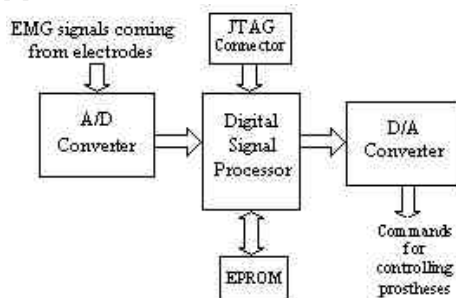 EMG signals coming
from electrodes
JTAG
Connector
A/D
Converter
Digital
Signal
Processor
D/A
Converter
EPROM
Commands
for
controlling
prostheses